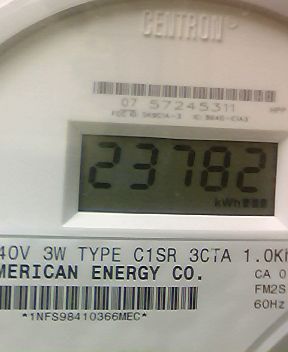 CENTRON
07 57245311
23782
kWh
40V 3W TYPE C1SR 3CTA 1.0Kh
MERICAN ENERGY CO.
CA 0
FM2S
60Hz
*1NFS98410366MEC*